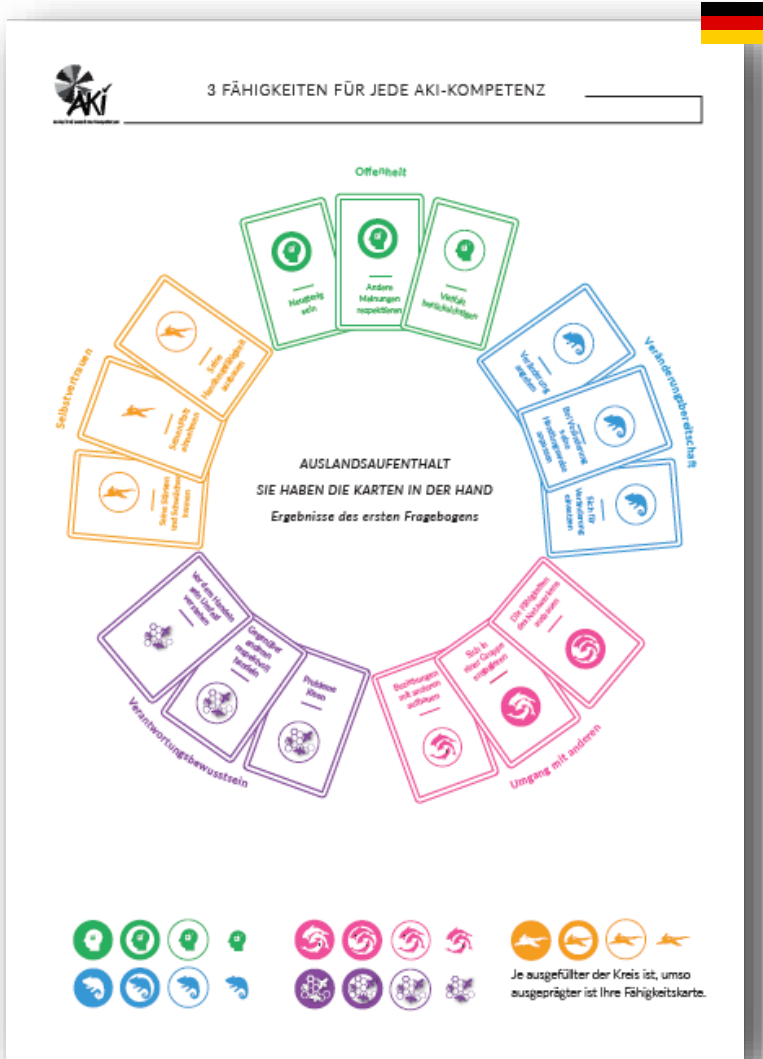 AKI
3 FÄHIGKEITEN FÜR JEDE AKI-KOMPETENZ
Offenheit
Neugierig
sein
Andere
Meinungen
respektieren
Vielfalt
berücksichtigen
Veränderungsbereitschaft
Veränderung
angehen
Bei Veränderung
seine
Handlungsweise
anpassen
Sich für
Veränderung
einsetzen
Umgang mit anderen
Die Fähigkeiten
des Netzwerkens
ausbauen
Sich in
einer Gruppe
engagieren
Beziehungen
mit anderen
aufbauen
Verantwortungsbewusstsein
Probleme
lösen
Gegenüber
anderen
respektvoll
handeln
Vor dem Handeln
sein Umfeld
verstehen
Selbstvertrauen
Seine Stärken
und Schwächen
kennen
einnehmen
Seine
Handlungsfähigkeit
ausbauen
AUSLANDSAUFENTHALT
SIE HABEN DIE KARTEN IN DER HAND
Ergebnisse des ersten Fragebogens
Je ausgefüllter der Kreis ist, umso
ausgeprägter ist Ihre Fähigkeitskarte.